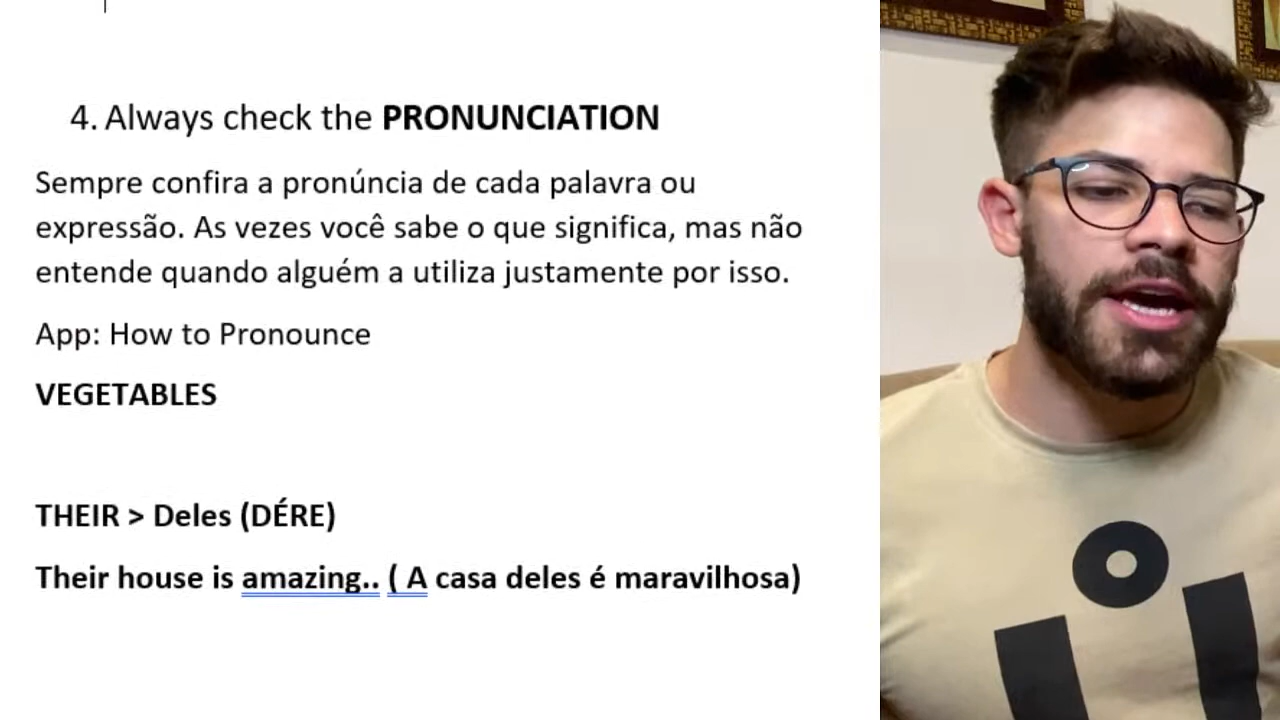 4. Always check the PRONUNCIATION
Sempre confira a pronúncia de cada palavra ou
expressão. As vezes você sabe o que significa, mas não
entende quando alguém a utiliza justamente por isso.
App: How to Pronounce
VEGETABLES
THEIR > Deles (DÉRE)
Their house is amazing.. ( A casa deles é maravilhosa)